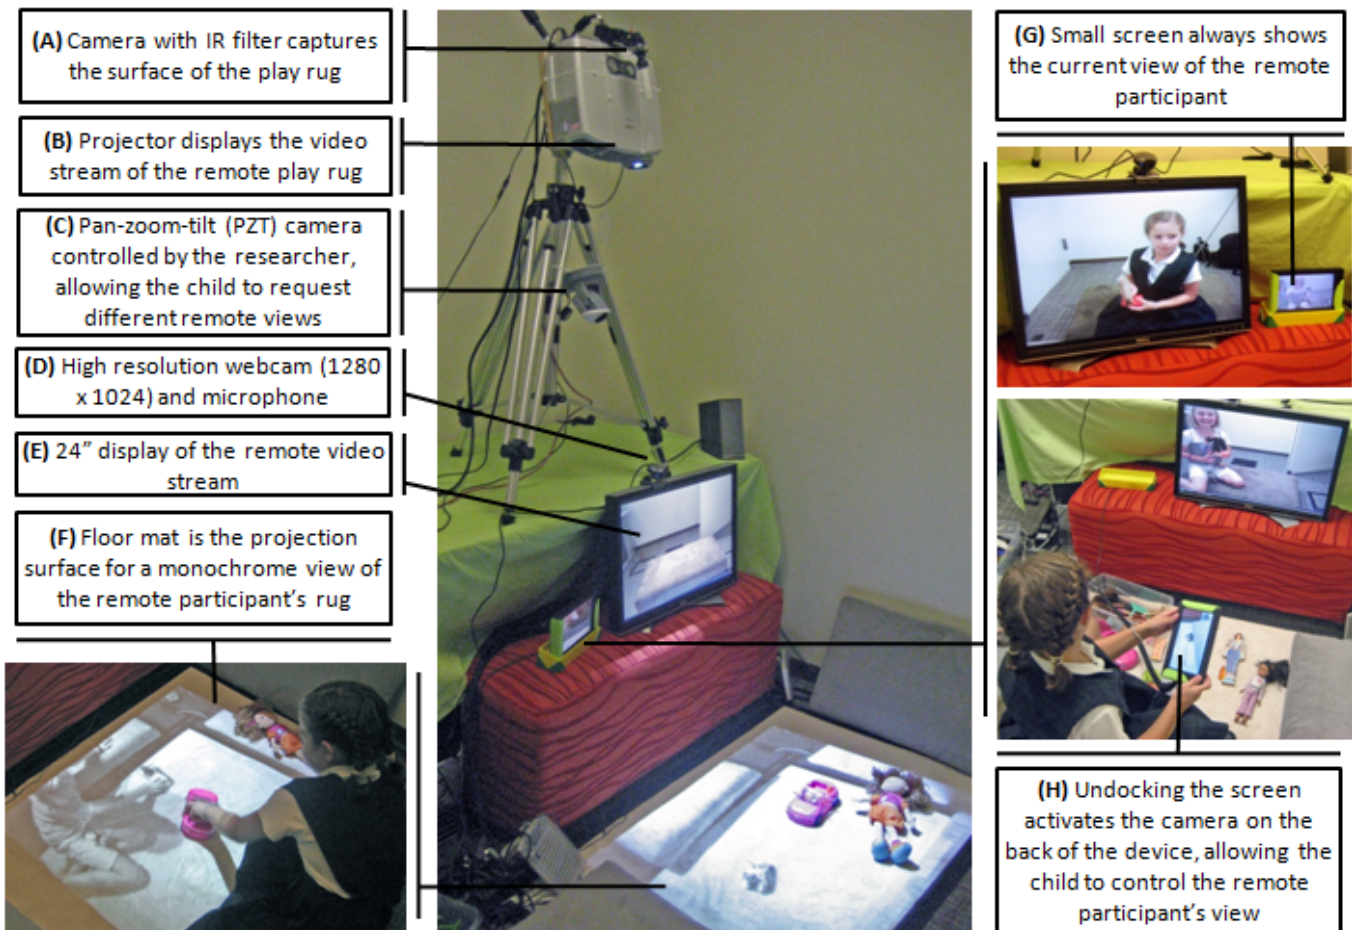 (A) Camera with IR filter captures
the surface of the play rug
(B) Projector displays the video
stream of the remote play rug
(C) Pan-zoom-tilt (PZT) camera
controlled by the researcher,
allowing the child to request
different remote views
(D) High resolution webcam (1280
x 1024) and microphone
(E) 24” display of the remote video
stream
(F) Floor mat is the projection
surface for a monochrome view of
the remote participant’s rug
(G) Small screen always shows
the current view of the remote
participant
(H) Undocking the screen
activates the camera on the
back of the device, allowing the
child to control the remote
participant’s view